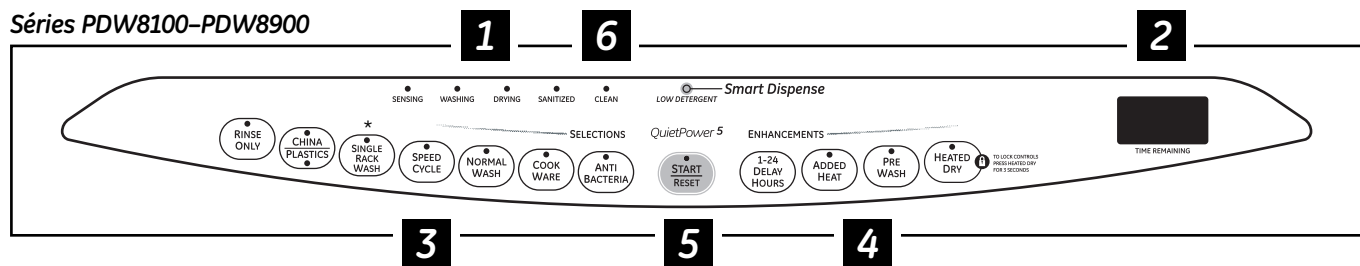 Séries PDW8100–PDW8900
1
6
2
SENSING
WASHING
DRYING
SANITIZED
CLEAN
LOW DETERGENT
Smart Dispense
*
SELECTIONS
QuietPower 5
ENHANCEMENTS
RINSE
ONLY
CHINA
PLASTICS
SINGLE
RACK
WASH
SPEED
CYCLE
NORMAL
WASH
COOK
WARE
ANTI
BACTERIA
START
RESET
1-24
DELAY
HOURS
ADDED
HEAT
PRE
WASH
HEATED
DRY
TO LOCK CONTROLS
PRESS HEATED DRY
FOR 3 SECONDS
TIME REMAINING
3
5
4